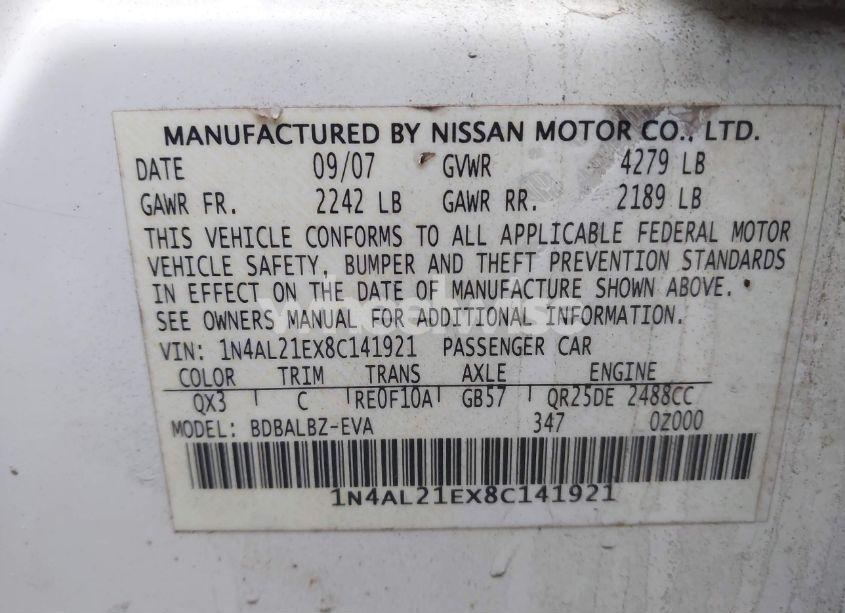 MANUFACTURED BY NISSAN MOTOR CO., LTD.
DATE 09/07 GVWR 4279 LB
GAWR FR. 2242 LB GAWR RR. 2189 LB
THIS VEHICLE CONFORMS TO ALL APPLICABLE FEDERAL MOTOR
VEHICLE SAFETY, BUMPER AND THEFT PREVENTION STANDARDS
IN EFFECT ON THE DATE OF MANUFACTURE SHOWN ABOVE.
SEE OWNERS MANUAL FOR ADDITIONAL INFORMATION.
VIN: 1N4AL21EX8C141921 PASSENGER CAR
COLOR TRIM TRANS AXLE ENGINE
QX3 C RE0F10A GB57 QR25DE 2488CC
MODEL: BDBALBZ-EVA 347 0Z000
1N4AL21EX8C141921